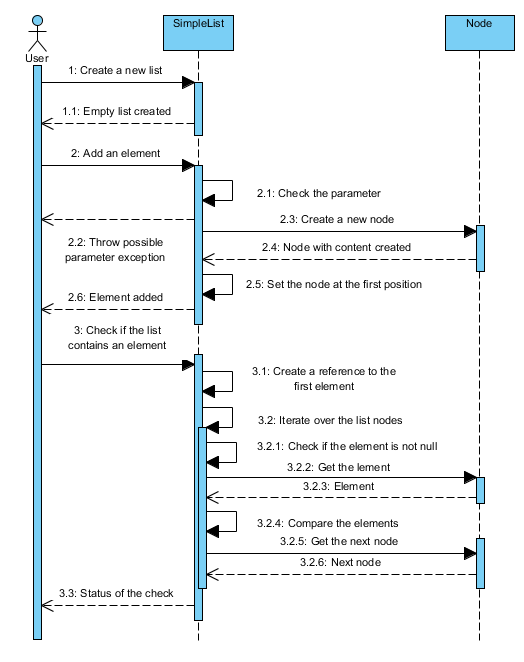 SimpleList
Node
User
1: Create a new list
1.1: Empty list created
2: Add an element
2.1: Check the parameter
2.3: Create a new node
2.2: Throw possible
parameter exception
2.4: Node with content created
2.5: Set the node at the first position
2.6: Element added
3: Check if the list
contains an element
3.1: Create a reference to the
first element
3.2: Iterate over the list nodes
3.2.1: Check if the element is not null
3.2.2: Get the lement
3.2.3: Element
3.2.4: Compare the elements
3.2.5: Get the next node
3.2.6: Next node
3.3: Status of the check